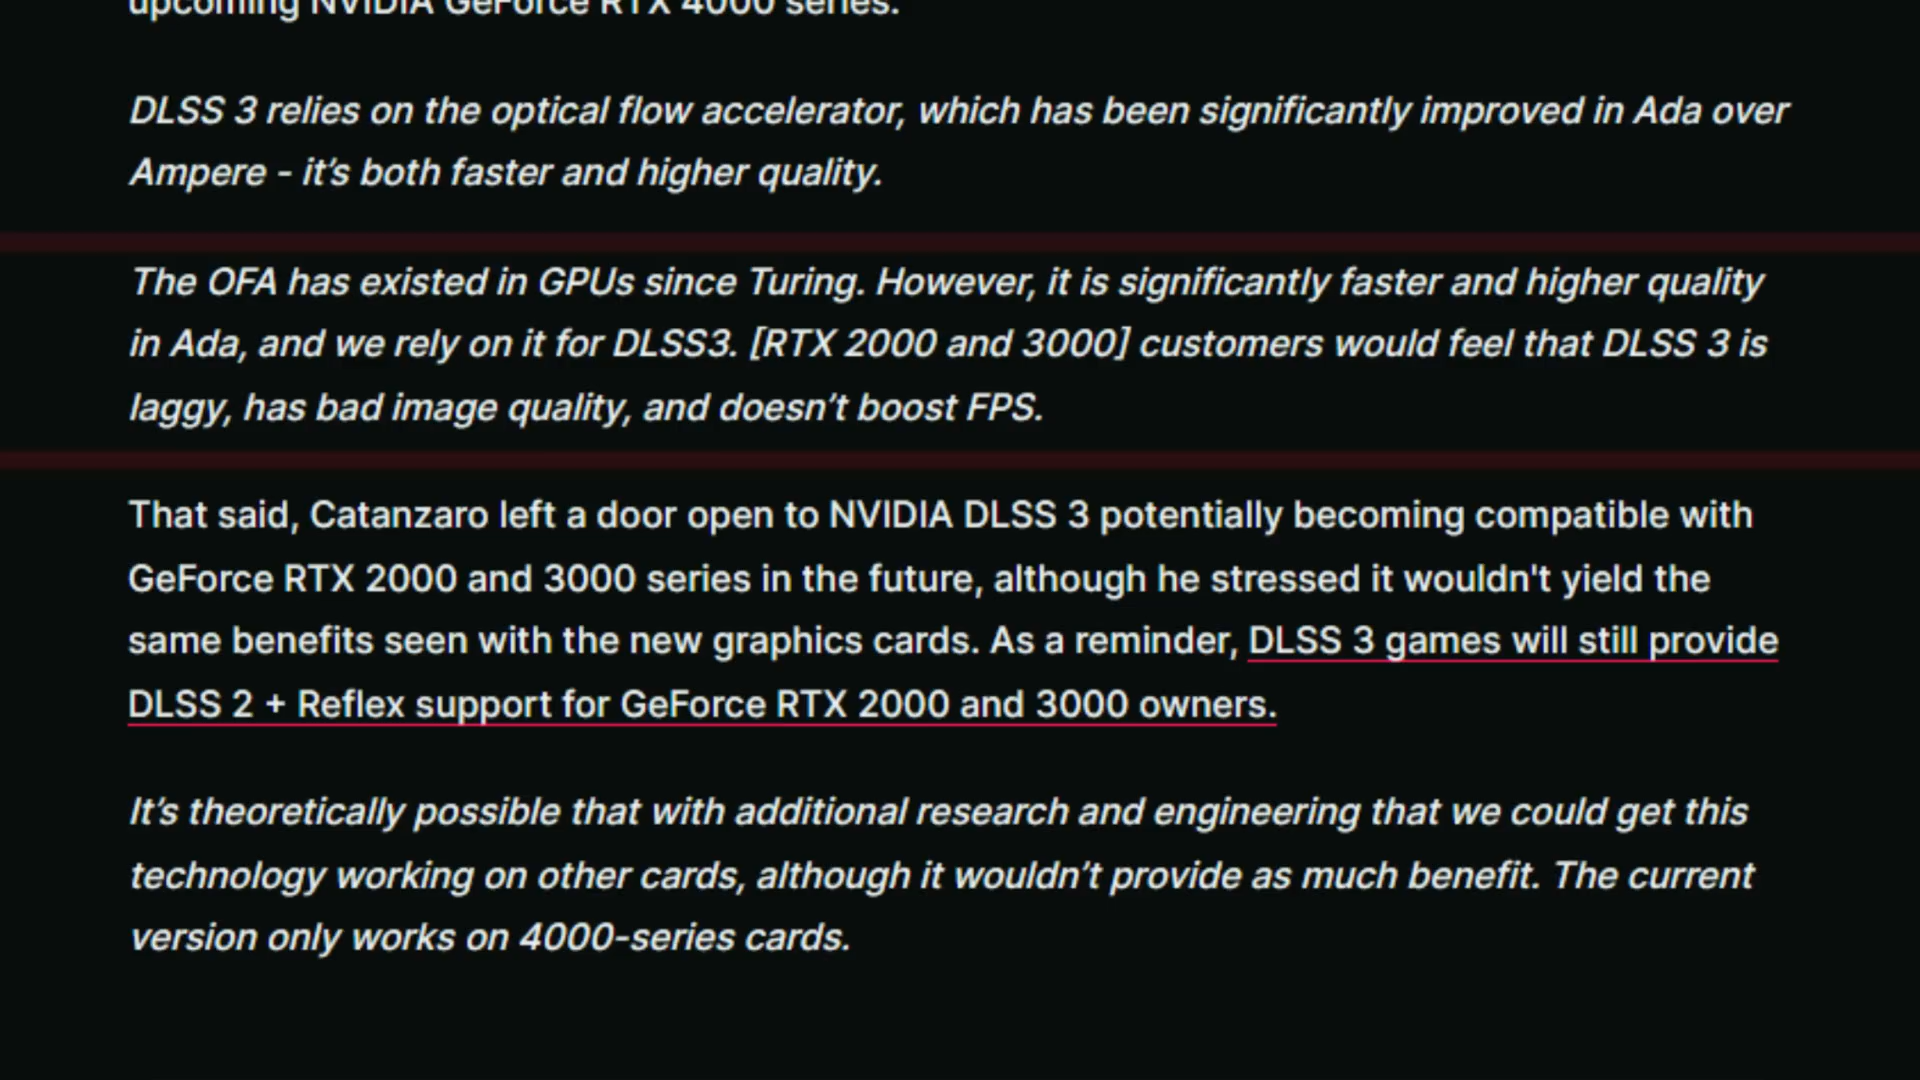 upcoming NVIDIA GeForce RTX 4000 series.
DLSS 3 relies on the optical flow accelerator, which has been significantly improved in Ada over
Ampere - it’s both faster and higher quality.
The OFA has existed in GPUs since Turing. However, it is significantly faster and higher quality
in Ada, and we rely on it for DLSS3. [RTX 2000 and 3000] customers would feel that DLSS 3 is
laggy, has bad image quality, and doesn’t boost FPS.
That said, Catanzaro left a door open to NVIDIA DLSS 3 potentially becoming compatible with
GeForce RTX 2000 and 3000 series in the future, although he stressed it wouldn't yield the
same benefits seen with the new graphics cards. As a reminder, DLSS 3 games will still provide
DLSS 2 + Reflex support for GeForce RTX 2000 and 3000 owners.
It’s theoretically possible that with additional research and engineering that we could get this
technology working on other cards, although it wouldn’t provide as much benefit. The current
version only works on 4000-series cards.